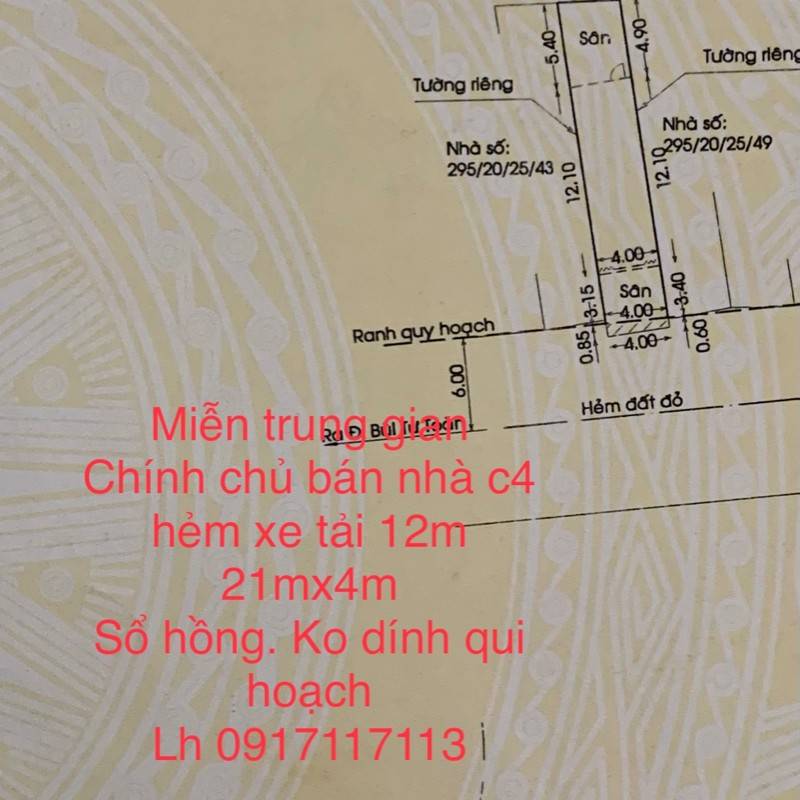 5.40
Sân
4.90
Tường riêng
Tường riêng
Nhà số:
295/20/25/43
Nhà số:
295/20/25/49
12.10
12.10
4.00
Sân
3.15
3.40
4.00
Ranh quy hoạch
0.85
4.00
0.60
6.00
Hẻm đất đỏ
Ra Đ. Bùi Tư Toàn
Miễn trung gian
Chính chủ bán nhà c4
hẻm xe tải 12m
21mx4m
Sổ hồng. Ko dính qui
hoạch
Lh 0917117113